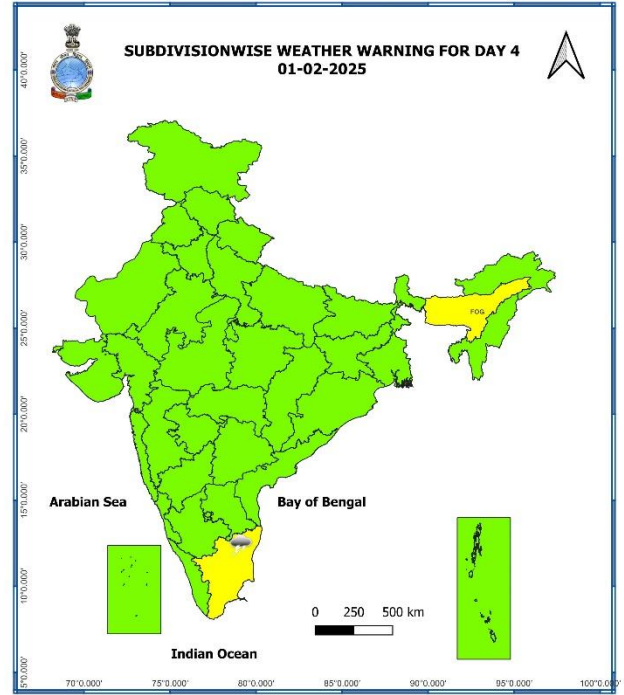 SUBDIVISIONWISE WEATHER WARNING FOR DAY 4
01-02-2025
40°0.000'
35°0.000'
30°0.000'
25°0.000'
20°0.000'
15°0.000'
10°0.000'
5°0.000'
FOG
Arabian Sea
Bay of Bengal
0 250 500 km
Indian Ocean
70°0.000' 75°0.000' 80°0.000' 85°0.000' 90°0.000' 95°0.000' 100°0.000'